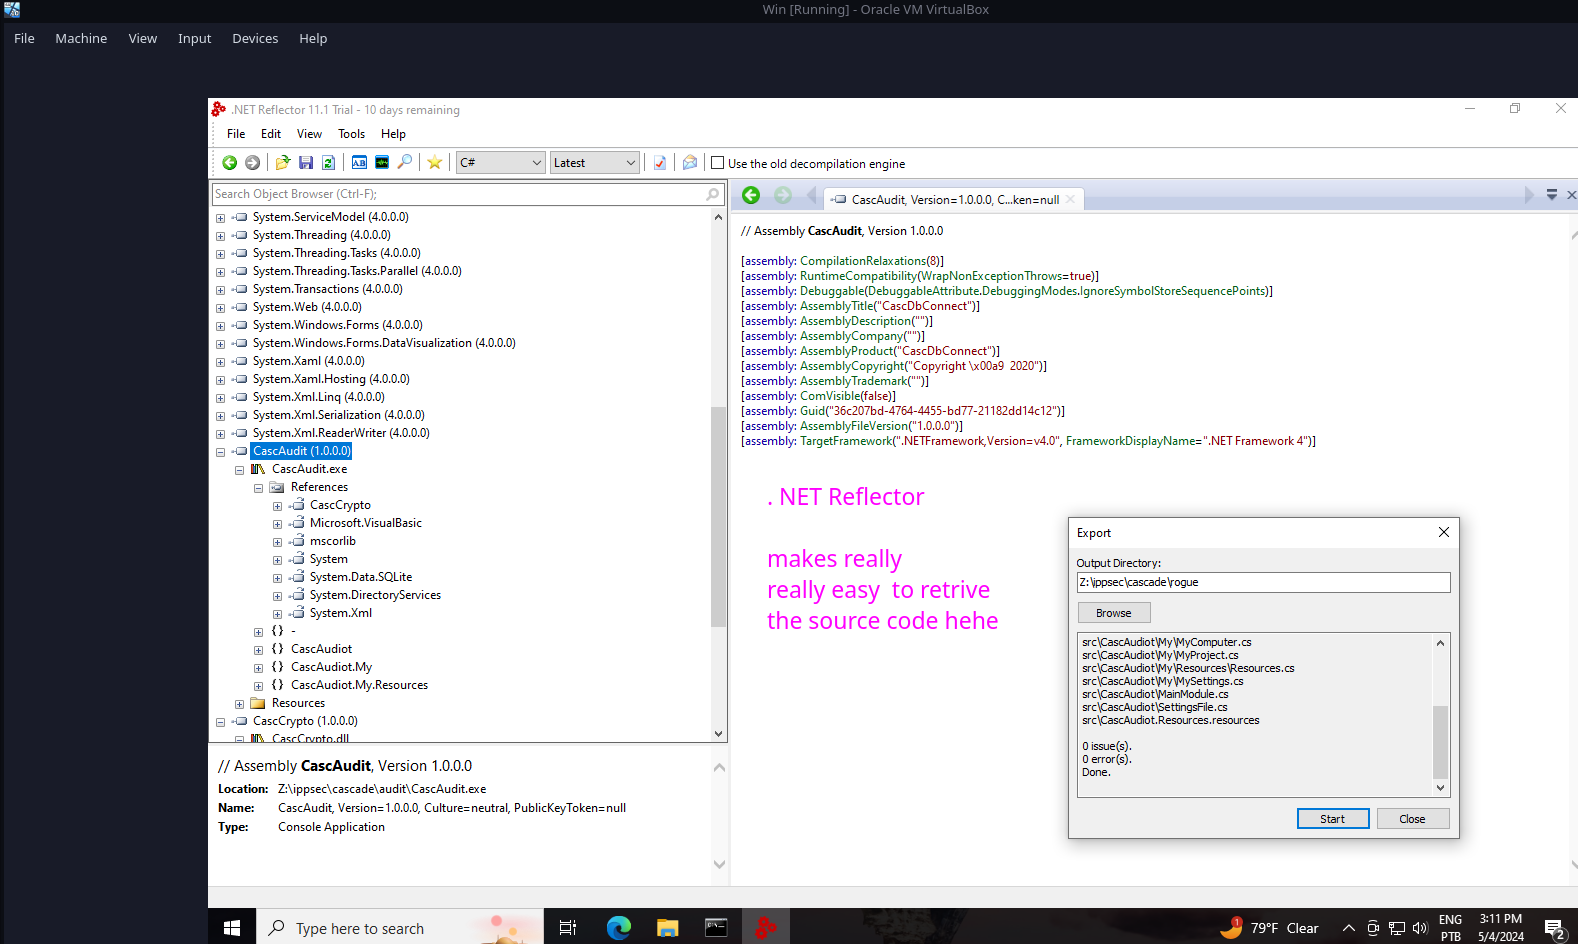 Win [Running] - Oracle VM VirtualBox
File Machine View Input Devices Help
.NET Reflector 11.1 Trial - 10 days remaining
File Edit View Tools Help
AB C# Latest Use the old decompilation engine
Search Object Browser (Ctrl-F);
System.ServiceModel (4.0.0.0)
System.Threading (4.0.0.0)
System.Threading.Tasks (4.0.0.0)
System.Threading.Tasks.Parallel (4.0.0.0)
System.Transactions (4.0.0.0)
System.Web (4.0.0.0)
System.Windows.Forms (4.0.0.0)
System.Windows.Forms.DataVisualization (4.0.0.0)
System.Xaml (4.0.0.0)
System.Xaml.Hosting (4.0.0.0)
System.Xml.Linq (4.0.0.0)
System.Xml.Serialization (4.0.0.0)
System.Xml.ReaderWriter (4.0.0.0)
CascAudit (1.0.0.0)
CascAudit.exe
References
CascCrypto
Microsoft.VisualBasic
mscorlib
System
System.Data.SQLite
System.DirectoryServices
System.Xml
{} -
{} CascAudiot
{} CascAudiot.My
{} CascAudiot.My.Resources
Resources
CascCrypto (1.0.0.0)
CascCrypto.dll
// Assembly CascAudit, Version 1.0.0.0
Location: Z:\ippsec\cascade\audit\CascAudit.exe
Name: CascAudit, Version=1.0.0.0, Culture=neutral, PublicKeyToken=null
Type: Console Application
CascAudit, Version=1.0.0.0, C...ken=null
// Assembly CascAudit, Version 1.0.0.0
[assembly: CompilationRelaxations(8)]
[assembly: RuntimeCompatibility(WrapNonExceptionThrows=true)]
[assembly: Debuggable(DebuggableAttribute.DebuggingModes.IgnoreSymbolStoreSequencePoints)]
[assembly: AssemblyTitle("CascDbConnect")]
[assembly: AssemblyDescription("")]
[assembly: AssemblyCompany("")]
[assembly: AssemblyProduct("CascDbConnect")]
[assembly: AssemblyCopyright("Copyright \x00a9  2020")]
[assembly: AssemblyTrademark("")]
[assembly: ComVisible(false)]
[assembly: Guid("36c207bd-4764-4455-bd77-21182dd14c12")]
[assembly: AssemblyFileVersion("1.0.0.0")]
[assembly: TargetFramework(".NETFramework,Version=v4.0", FrameworkDisplayName=".NET Framework 4")]
. NET Reflector
makes really
really easy  to retrive
the source code hehe
Export
Output Directory:
Z:\ippsec\cascade\rogue
Browse
src\CascAudiot\My\MyComputer.cs
src\CascAudiot\My\MyProject.cs
src\CascAudiot\My\Resources\Resources.cs
src\CascAudiot\My\MySettings.cs
src\CascAudiot\MainModule.cs
src\CascAudiot\SettingsFile.cs
src\CascAudiot.Resources.resources
0 issue(s).
0 error(s).
Done.
Start Close
Type here to search
1 79°F Clear
ENG
PTB
3:11 PM
5/4/2024
2